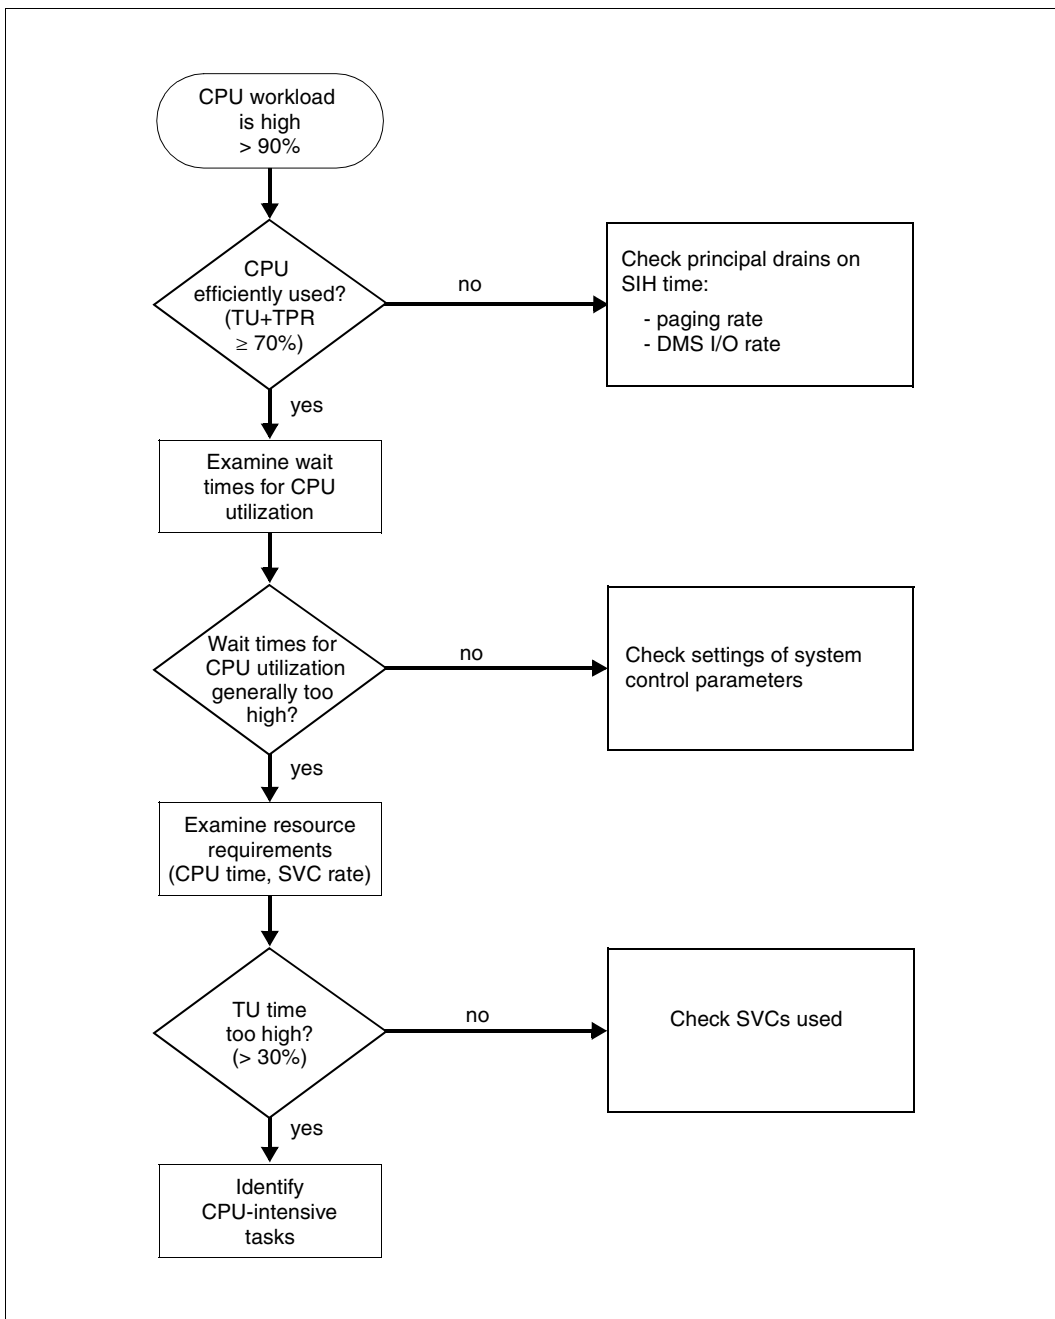 CPU workload
is high
> 90%
CPU
efficiently used?
(TU+TPR
≥ 70%)
no
Check principal drains on
SIH time:
- paging rate
- DMS I/O rate
yes
Examine wait
times for CPU
utilization
Wait times for
CPU utilization
generally too
high?
no
Check settings of system
control parameters
yes
Examine resource
requirements
(CPU time, SVC rate)
TU time
too high?
(> 30%)
no
Check SVCs used
yes
Identify
CPU-intensive
tasks